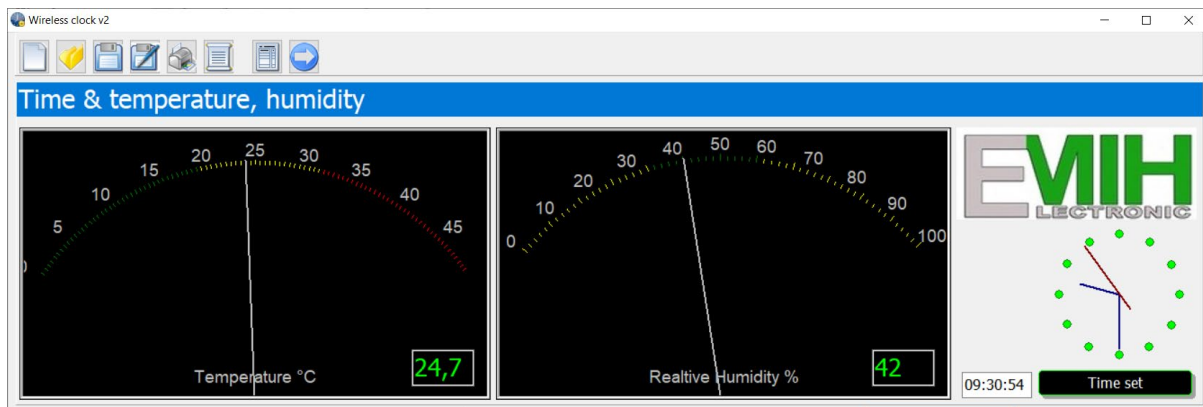 Wireless clock v2
Time & temperature, humidity
0 5 10 15 20 25 30 35 40 45
Temperature °C
24,7
0 10 20 30 40 50 60 70 80 90 100
Realtive Humidity %
42
EMIH
LECTRONIC
09:30:54
Time set